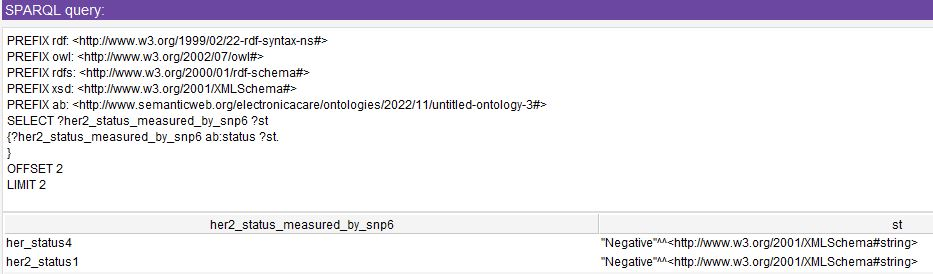 SPARQL query:
PREFIX rdf: <http://www.w3.org/1999/02/22-rdf-syntax-ns#>
PREFIX owl: <http://www.w3.org/2002/07/owl#>
PREFIX rdfs: <http://www.w3.org/2000/01/rdf-schema#>
PREFIX xsd: <http://www.w3.org/2001/XMLSchema#>
PREFIX ab: <http://www.semanticweb.org/electronicacare/ontologies/2022/11/untitled-ontology-3#>
SELECT ?her2_status_measured_by_snp6 ?st
{?her2_status_measured_by_snp6 ab:status ?st.
}
OFFSET 2
LIMIT 2
her2_status_measured_by_snp6 st
her_status4 "Negative"^^<http://www.w3.org/2001/XMLSchema#string>
her2_status1 "Negative"^^<http://www.w3.org/2001/XMLSchema#string>